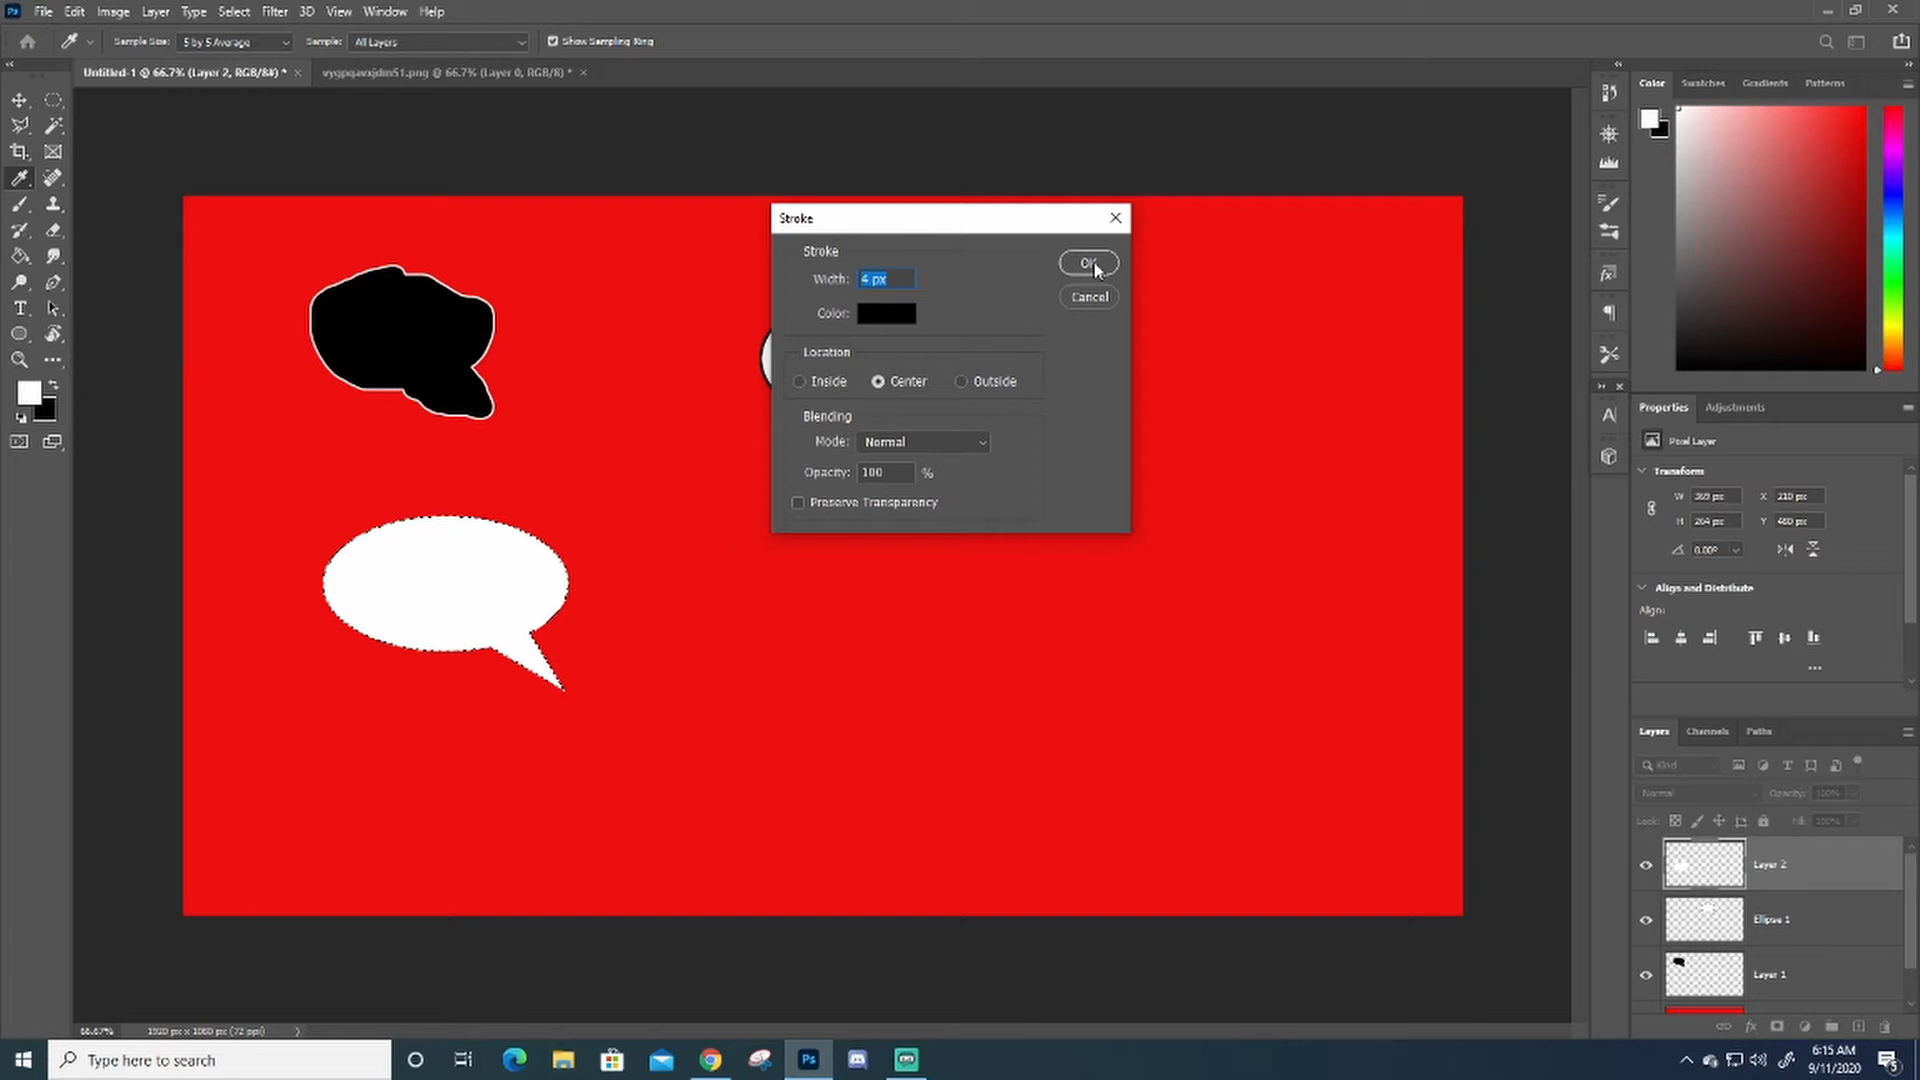 Ps File Edit Image Layer Type Select Filter 3D View Window Help
Sample Size: 5 by 5 Average Sample: All Layers Show Sampling Ring
Untitled-1 @ 66.7% (Layer 2, RGB/8#) * × @ 66.7% (Layer 0, RGB/8) * ×
Color Swatches Gradients Patterns
Stroke
Stroke
Width: 4 px
OK
Cancel
Color:
Location
Inside Center Outside
Blending
Mode: Normal
Opacity: 100 %
Preserve Transparency
Properties Adjustments
Pixel Layer
Transform
W 369 px X 210 px
H 264 px Y 480 px
0.00°
Align and Distribute
Align:
Layers Channels Paths
Kind
Normal Opacity: 100%
Lock: Fill: 100%
Layer 2
Ellipse 1
Layer 1
66.67% 1920 px x 1080 px (72 ppi)
Type here to search
Ps
6:15 AM
9/11/2020
5